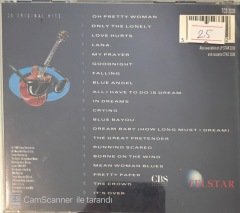 20 ORIGINAL HITS
OH PRETTY WOMAN
ONLY THE LONELY
LOVE HURTS
LANA
MY PRAYER
GOODNIGHT
FALLING
BLUE ANGEL
ALL I HAVE TO DO IS DREAM
IN DREAMS
CRYING
BLUE BAYOU
DREAM BABY (HOW LONG MUST I DREAM)
THE GREAT PRETENDER
RUNNING SCARED
BORNE ON THE WIND
MEAN WOMAN BLUES
PRETTY PAPER
THE CROWD
IT'S OVER
25
CBS
TELSTAR
CS CamScanner ile tarandı